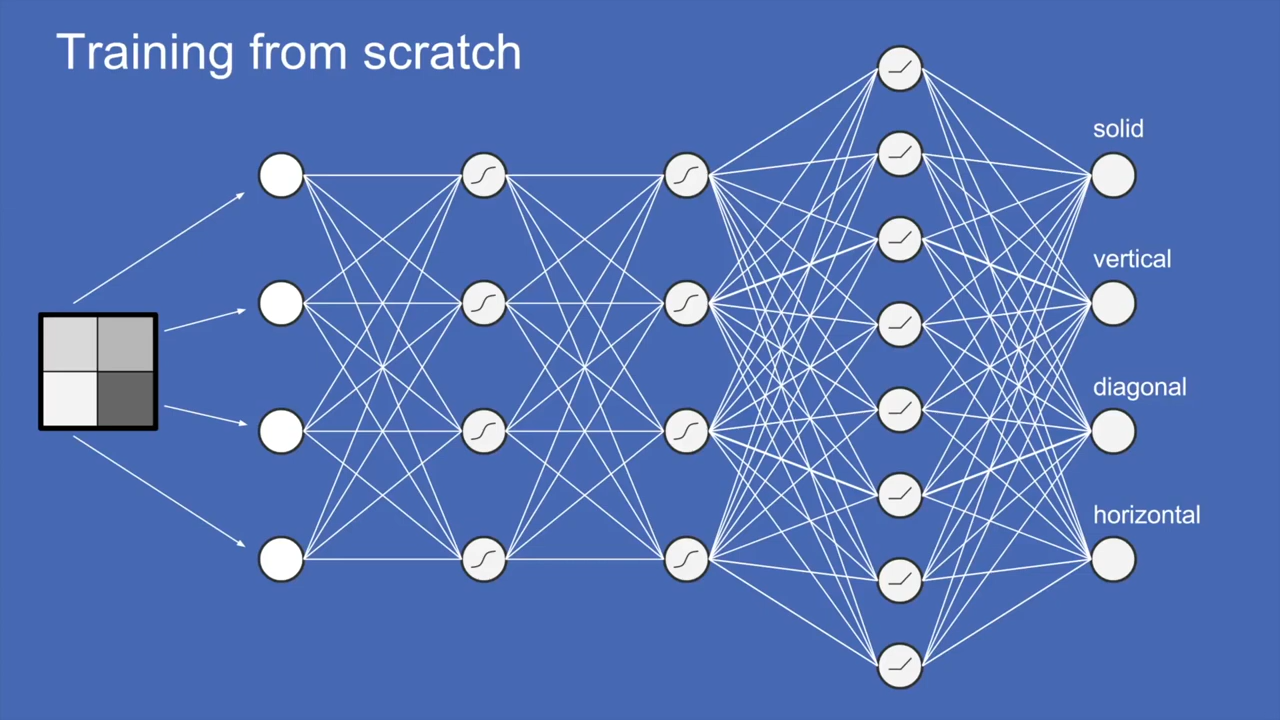 Training from scratch
solid
vertical
diagonal
horizontal